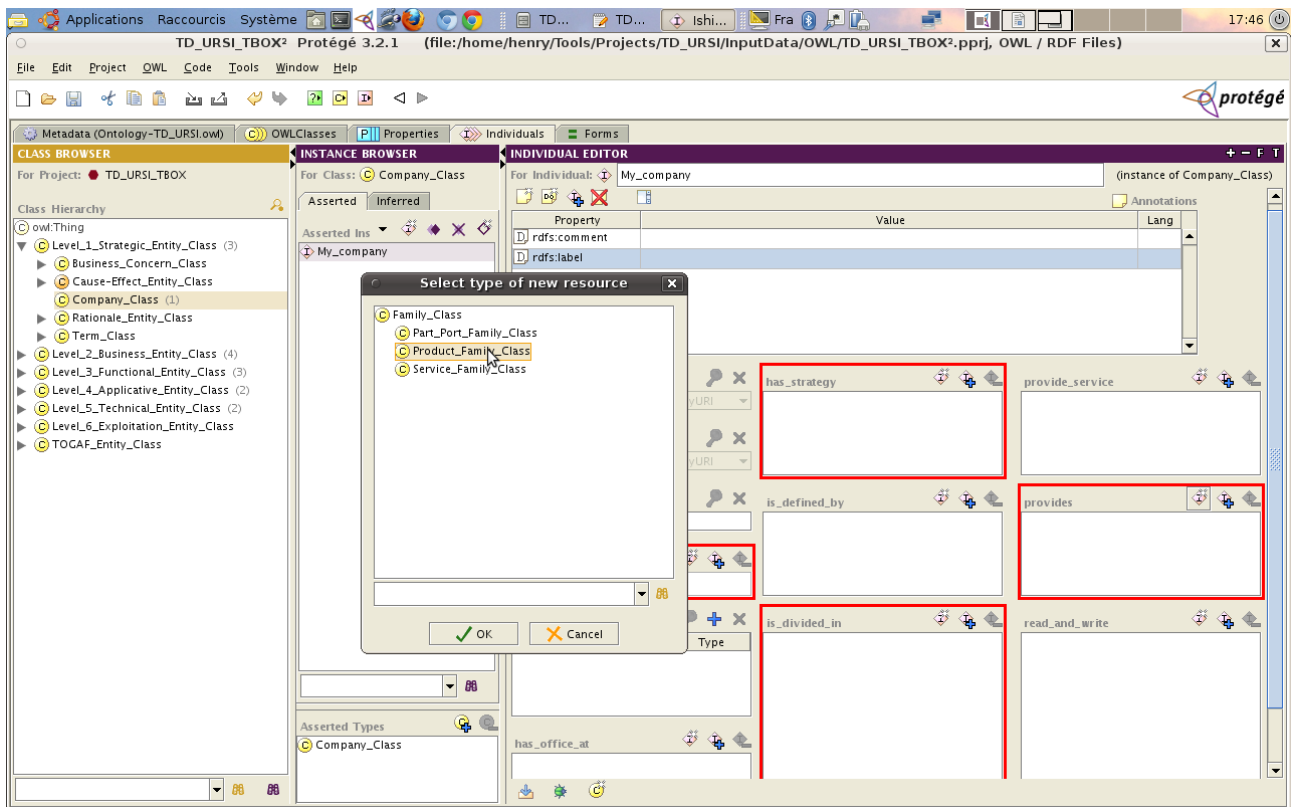 Applications Raccourcis Système TD... TD... Ishi... Fra 17:46
TD_URSI_TBOX² Protégé 3.2.1 (file:/home/henry/Tools/Projects/TD_URSI/InputData/OWL/TD_URSI_TBOX².pprj, OWL / RDF Files)
File Edit Project OWL Code Tools Window Help
protégé
Metadata (Ontology-TD_URSI.owl) OWLClasses Properties Individuals Forms
CLASS BROWSER
For Project: TD_URSI_TBOX
Class Hierarchy
owl:Thing
Level_1_Strategic_Entity_Class (3)
Business_Concern_Class
Cause-Effect_Entity_Class
Company_Class (1)
Rationale_Entity_Class
Term_Class
Level_2_Business_Entity_Class (4)
Level_3_Functional_Entity_Class (3)
Level_4_Applicative_Entity_Class (2)
Level_5_Technical_Entity_Class (2)
Level_6_Exploitation_Entity_Class
TOGAF_Entity_Class
INSTANCE BROWSER
For Class: Company_Class
Asserted Inferred
Asserted Ins
My_company
Asserted Types
Company_Class
INDIVIDUAL EDITOR + − F T
For Individual: My_company (instance of Company_Class)
Annotations
Property Value Lang
rdfs:comment
rdfs:label
Select type of new resource
Family_Class
Part_Port_Family_Class
Product_Family_Class
Service_Family_Class
OK Cancel
yURI
yURI
Type
has_office_at
has_strategy
is_defined_by
is_divided_in
provide_service
provides
read_and_write